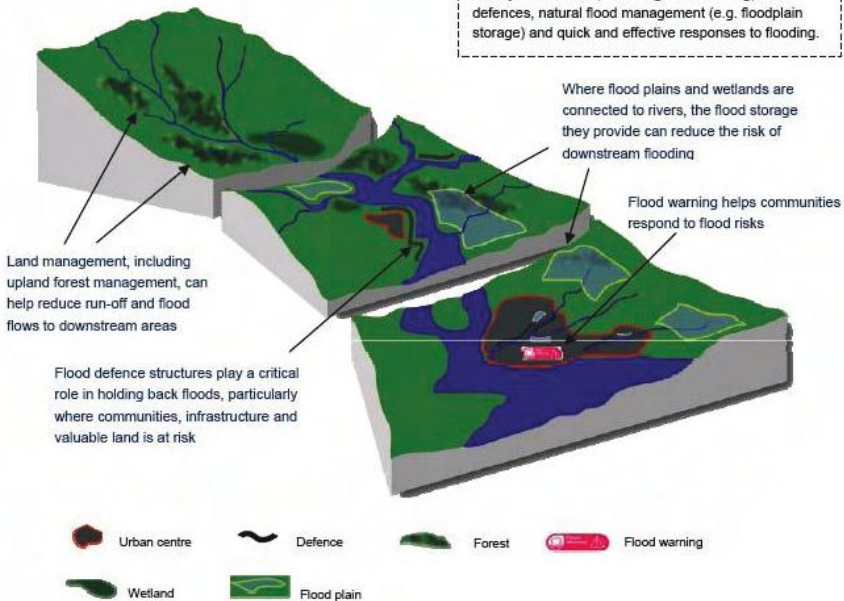 defences, natural flood management (e.g. floodplain
storage) and quick and effective responses to flooding.
Where flood plains and wetlands are
connected to rivers, the flood storage
they provide can reduce the risk of
downstream flooding
Flood warning helps communities
respond to flood risks
Land management, including
upland forest management, can
help reduce run-off and flood
flows to downstream areas
Flood defence structures play a critical
role in holding back floods, particularly
where communities, infrastructure and
valuable land is at risk
Urban centre
Defence
Forest
Flood warning
Wetland
Flood plain